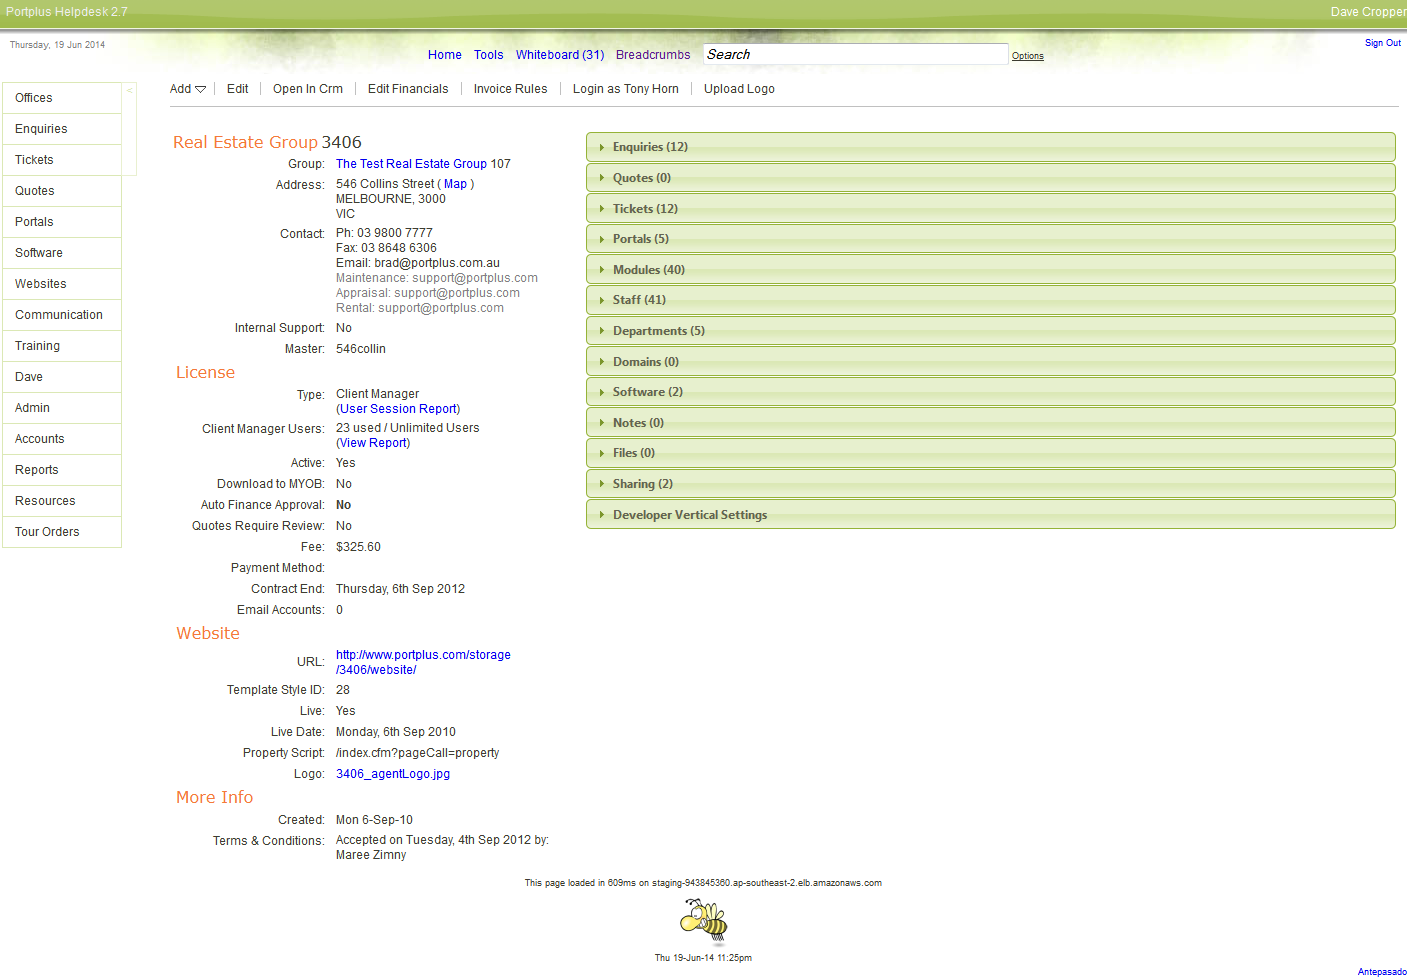 Portplus Helpdesk 2.7
Dave Cropper
Thursday, 19 Jun 2014
Home Tools Whiteboard (31) Breadcrumbs Search Options
Sign Out
Offices
Enquiries
Tickets
Quotes
Portals
Software
Websites
Communication
Training
Dave
Admin
Accounts
Reports
Resources
Tour Orders
<
Add Edit Open In Crm Edit Financials Invoice Rules Login as Tony Horn Upload Logo
Real Estate Group 3406
Group: The Test Real Estate Group 107
Address: 546 Collins Street ( Map )
MELBOURNE, 3000
VIC
Contact: Ph: 03 9800 7777
Fax: 03 8648 6306
Email: brad@portplus.com.au
Maintenance: support@portplus.com
Appraisal: support@portplus.com
Rental: support@portplus.com
Internal Support: No
Master: 546collin
License
Type: Client Manager
(User Session Report)
Client Manager Users: 23 used / Unlimited Users
(View Report)
Active: Yes
Download to MYOB: No
Auto Finance Approval: No
Quotes Require Review: No
Fee: $325.60
Payment Method:
Contract End: Thursday, 6th Sep 2012
Email Accounts: 0
Website
URL: http://www.portplus.com/storage
/3406/website/
Template Style ID: 28
Live: Yes
Live Date: Monday, 6th Sep 2010
Property Script: /index.cfm?pageCall=property
Logo: 3406_agentLogo.jpg
More Info
Created: Mon 6-Sep-10
Terms & Conditions: Accepted on Tuesday, 4th Sep 2012 by:
Maree Zimny
Enquiries (12)
Quotes (0)
Tickets (12)
Portals (5)
Modules (40)
Staff (41)
Departments (5)
Domains (0)
Software (2)
Notes (0)
Files (0)
Sharing (2)
Developer Vertical Settings
This page loaded in 609ms on staging-943845360.ap-southeast-2.elb.amazonaws.com
Thu 19-Jun-14 11:25pm
Antepasado